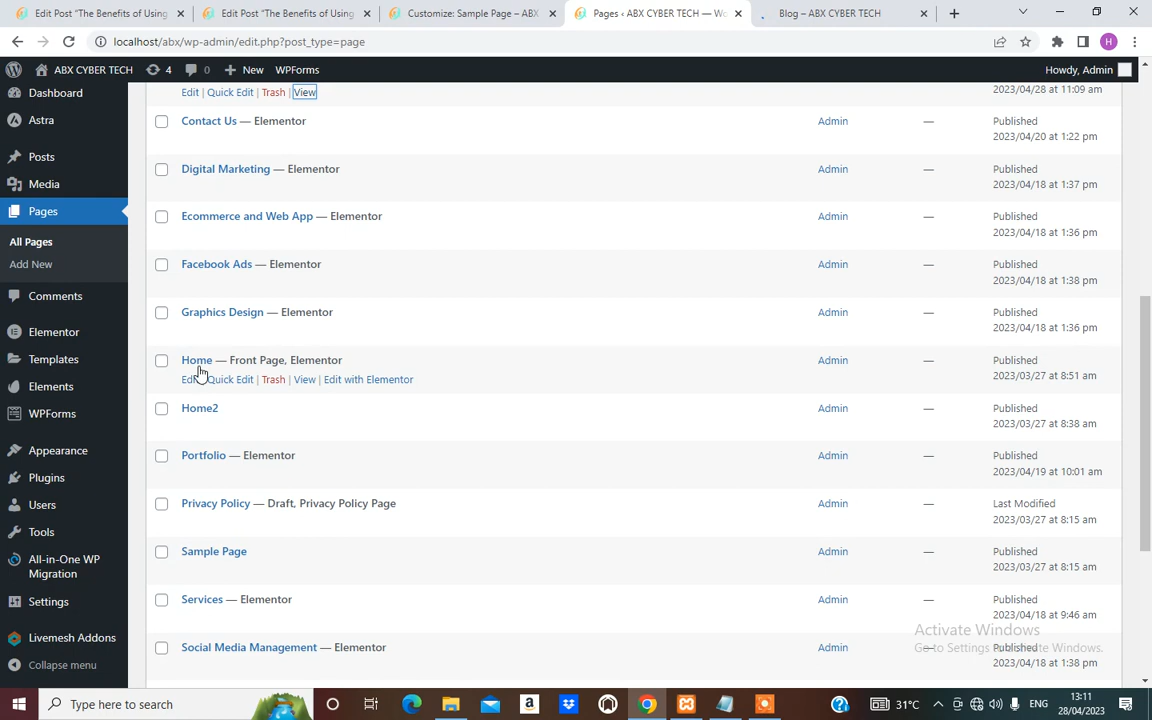 Edit Post "The Benefits of Using
Edit Post "The Benefits of Using
Customize: Sample Page – ABX
Pages ‹ ABX CYBER TECH — Wo
Blog – ABX CYBER TECH
localhost/abx/wp-admin/edit.php?post_type=page
H
ABX CYBER TECH
4
0
New
WPForms
Howdy, Admin
Dashboard
Astra
Posts
Media
Pages
All Pages
Add New
Comments
Elementor
Templates
Elements
WPForms
Appearance
Plugins
Users
Tools
All-in-One WP
Migration
Settings
Livemesh Addons
Collapse menu
Edit | Quick Edit | Trash | View
2023/04/28 at 11:09 am
Contact Us — Elementor
Admin
—
Published
2023/04/20 at 1:22 pm
Digital Marketing — Elementor
Admin
—
Published
2023/04/18 at 1:37 pm
Ecommerce and Web App — Elementor
Admin
—
Published
2023/04/18 at 1:36 pm
Facebook Ads — Elementor
Admin
—
Published
2023/04/18 at 1:38 pm
Graphics Design — Elementor
Admin
—
Published
2023/04/18 at 1:36 pm
Home — Front Page, Elementor
Admin
—
Published
2023/03/27 at 8:51 am
Edit | Quick Edit | Trash | View | Edit with Elementor
Home2
Admin
—
Published
2023/03/27 at 8:38 am
Portfolio — Elementor
Admin
—
Published
2023/04/19 at 10:01 am
Privacy Policy — Draft, Privacy Policy Page
Admin
—
Last Modified
2023/03/27 at 8:15 am
Sample Page
Admin
—
Published
2023/03/27 at 8:15 am
Services — Elementor
Admin
—
Published
2023/04/18 at 9:46 am
Social Media Management — Elementor
Admin
—
Published
2023/04/18 at 1:38 pm
Activate Windows
Go to Settings to activate Windows.
Type here to search
31°C
ENG
13:11
28/04/2023